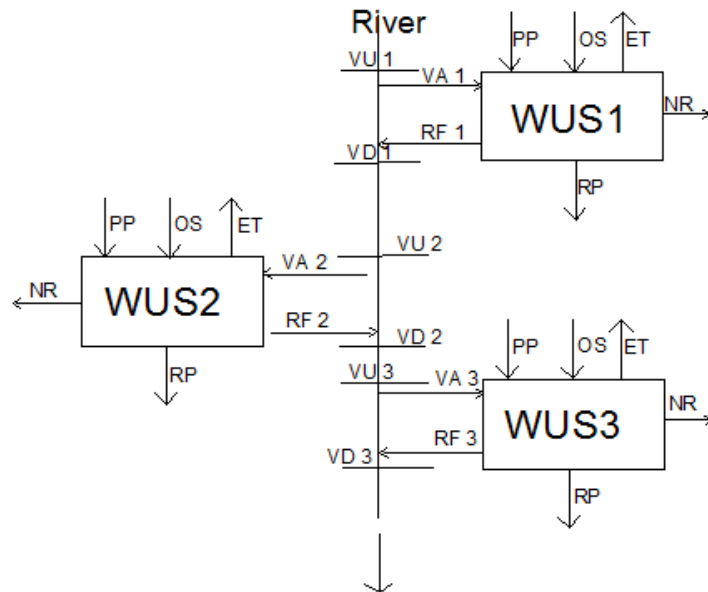 River
PP OS ET
VU 1
VA 1
WUS1
NR
RF 1
VD 1
RP
PP OS ET
VU 2
VA 2
NR
WUS2
RF 2
VD 2
RP
PP OS ET
VU 3
VA 3
WUS3
NR
RF 3
VD 3
RP